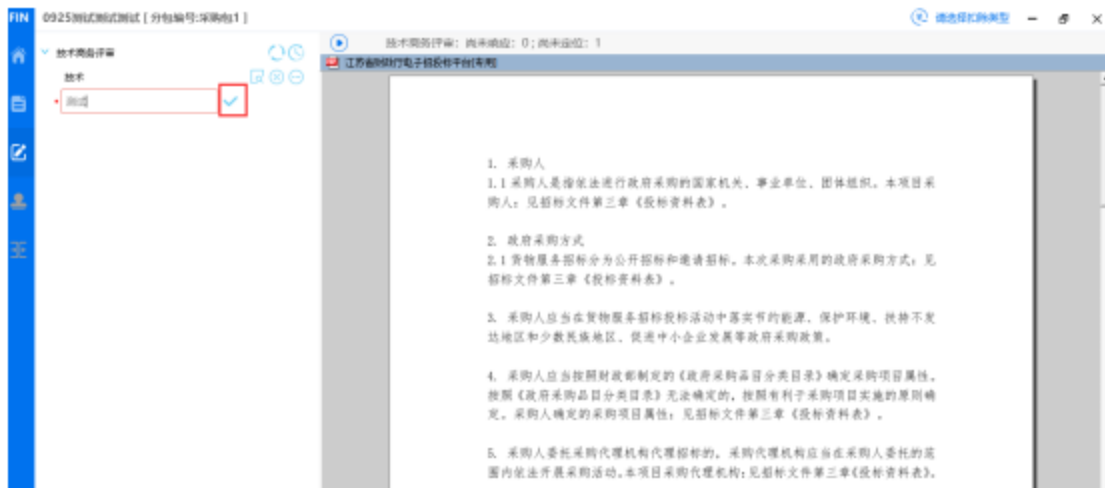 FIN
0925测试测试测试 [ 分包编号:采购包1 ]
请选择扣除类型
技术商务评审
技术商务评审: 尚未响应: 0 ; 尚未定位: 1
江苏省财政厅电子招投标平台[专用]
技术
测试
1. 采购人
1.1 采购人是指依法进行政府采购的国家机关、事业单位、团体组织。本项目采
购人: 见招标文件第三章《投标资料表》。
2. 政府采购方式
2.1 货物服务招标分为公开招标和邀请招标。本次采购采用的政府采购方式: 见
招标文件第三章《投标资料表》。
3. 采购人应当在货物服务招标投标活动中落实节约能源、保护环境、扶持不发
达地区和少数民族地区、促进中小企业发展等政府采购政策。
4. 采购人应当按照财政部制定的《政府采购品目分类目录》确定采购项目属性。
按照《政府采购品目分类目录》无法确定的, 按照有利于采购项目实施的原则确
定。采购人确定的采购项目属性: 见招标文件第三章《投标资料表》。
5. 采购人委托采购代理机构代理招标的, 采购代理机构应当在采购人委托的范
围内依法开展采购活动。本项目采购代理机构: 见招标文件第三章《投标资料表》。